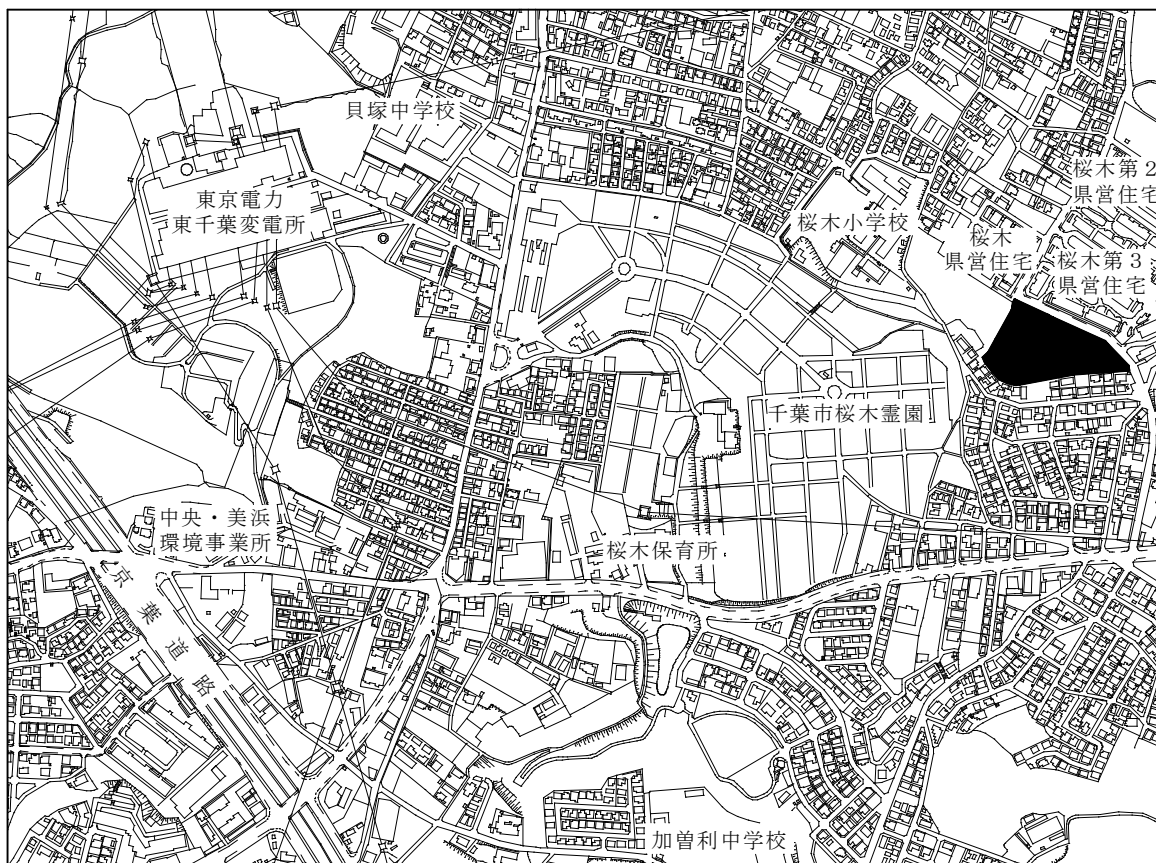 貝塚中学校
東京電力
東千葉変電所
桜木小学校
桜木第２
県営住宅
桜木
県営住宅
桜木第３
県営住宅
千葉市桜木霊園
中央・美浜
環境事業所
桜木保育所
京葉道路
加曽利中学校